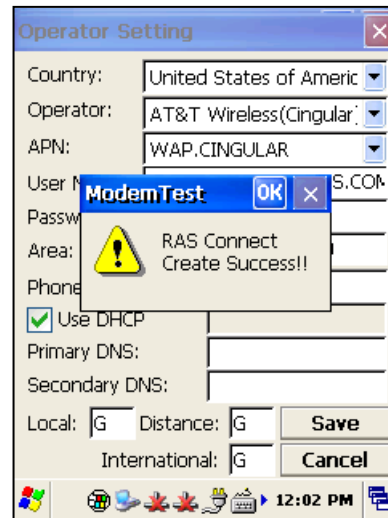 Operator Setting
Country: United States of Americ
Operator: AT&T Wireless(Cingular)
APN: WAP.CINGULAR
User S.COM
ModemTest OK
Passw
RAS Connect
Create Success!!
Area:
Phone
Use DHCP
Primary DNS:
Secondary DNS:
Local: G Distance: G Save
International: G Cancel
12:02 PM